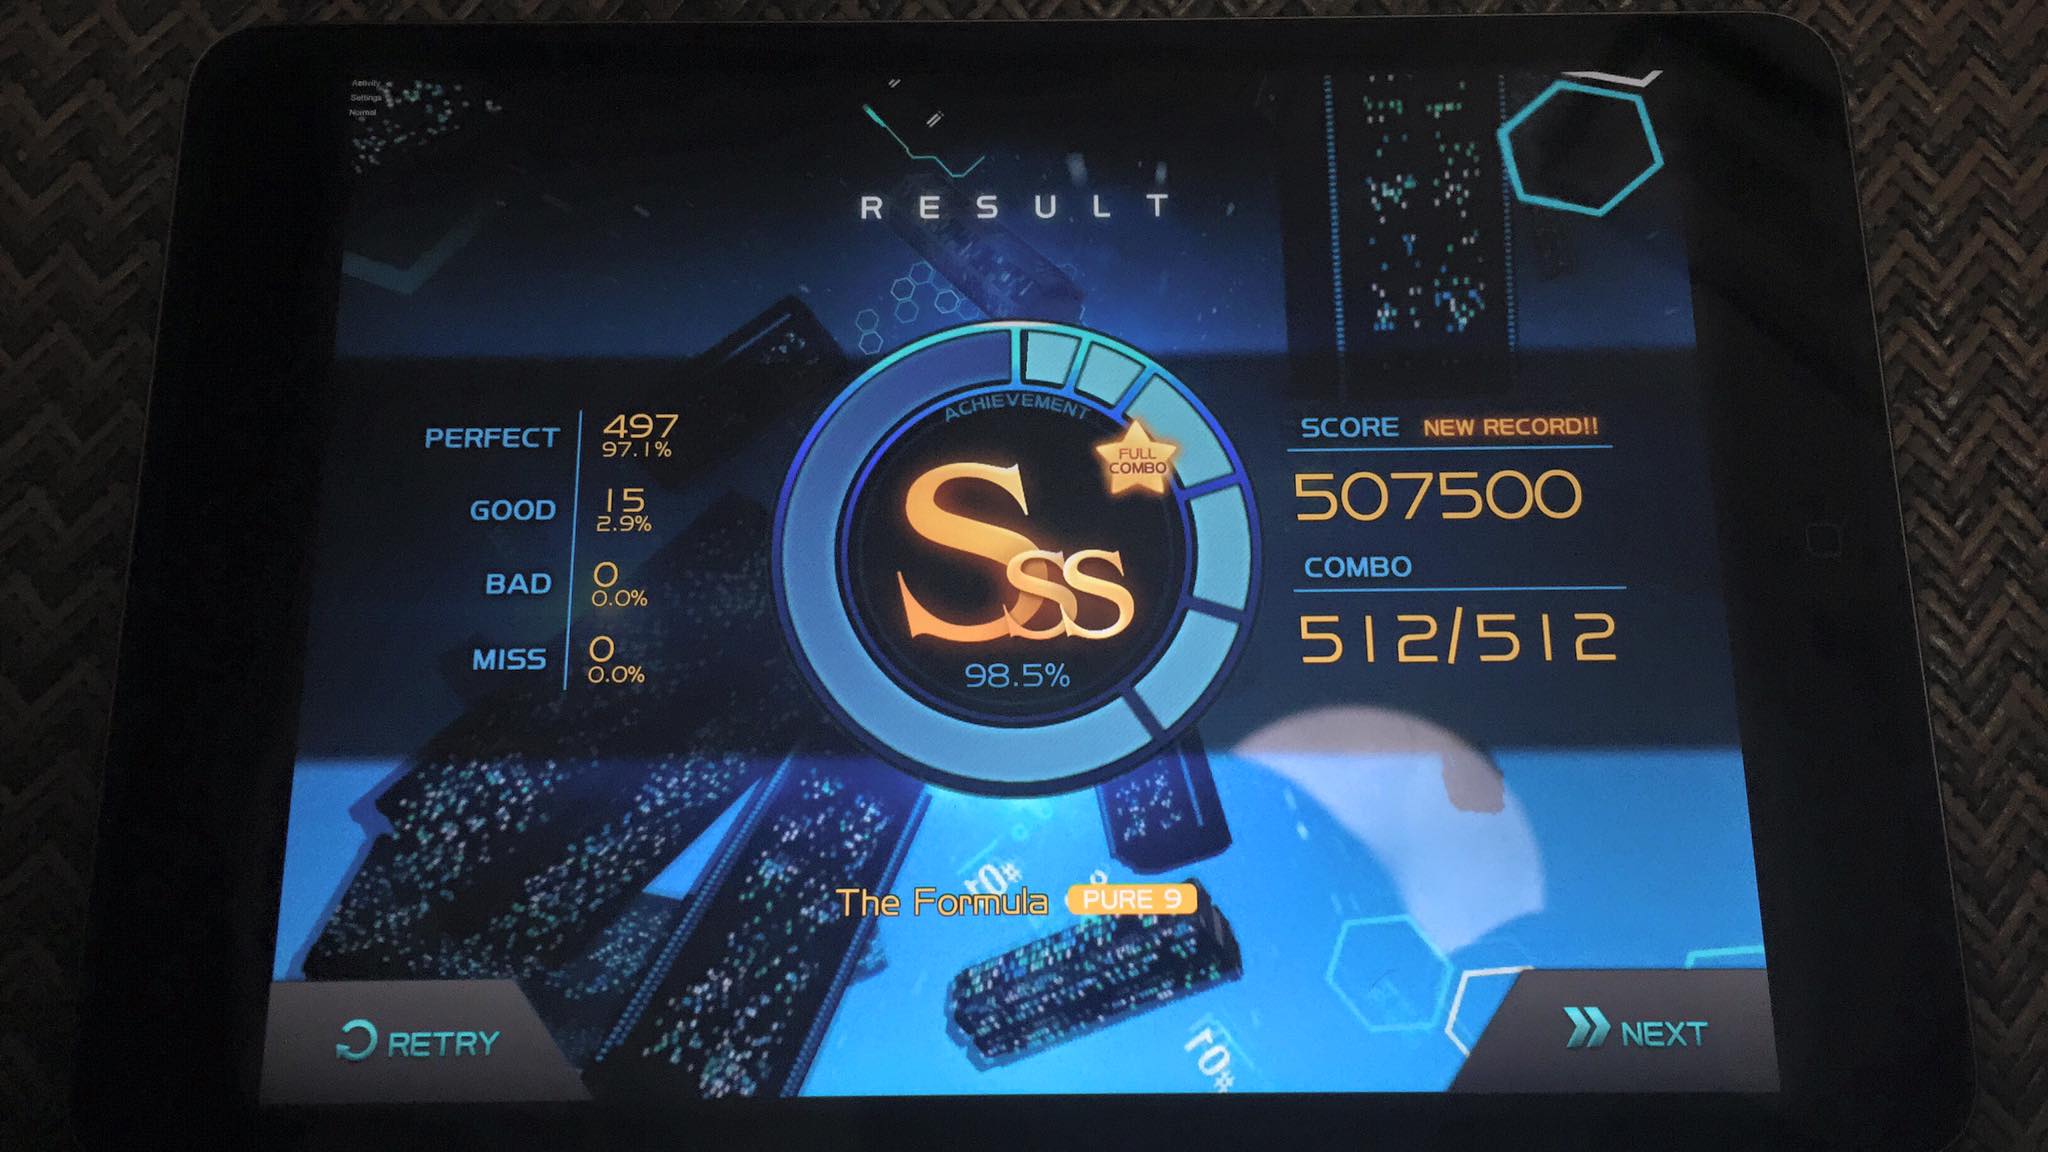 Activity
Settings
Normal
RESULT
ACHIEVEMENT
PERFECT 497
97.1%
GOOD 15
2.9%
BAD 0
0.0%
MISS 0
0.0%
FULL
COMBO
Sss
98.5%
SCORE NEW RECORD!!
507500
COMBO
512/512
The Formula PURE 9
RETRY
NEXT